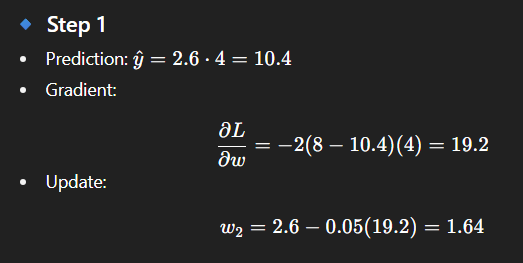 Step 1
Prediction: ŷ = 2.6 · 4 = 10.4
Gradient:
∂L/∂w = −2(8 − 10.4)(4) = 19.2
Update:
w₂ = 2.6 − 0.05(19.2) = 1.64